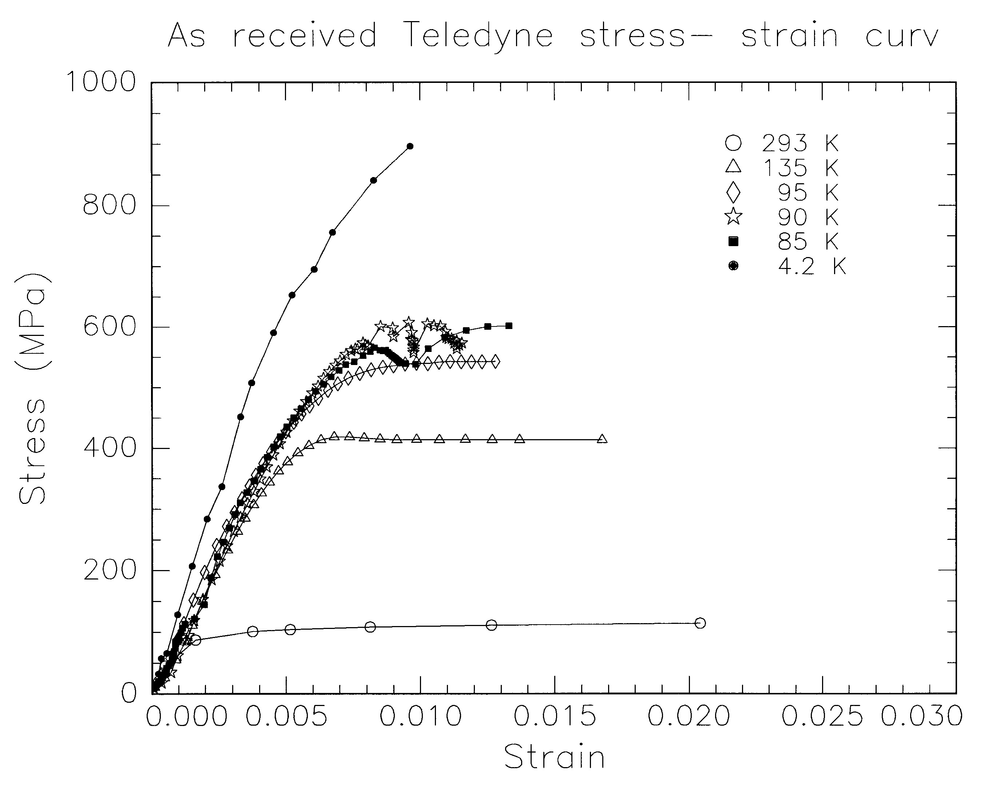 As received Teledyne stress- strain curv
1000
800
600
400
200
0
Stress (MPa)
293 K
135 K
95 K
90 K
85 K
4.2 K
0.000 0.005 0.010 0.015 0.020 0.025 0.030
Strain